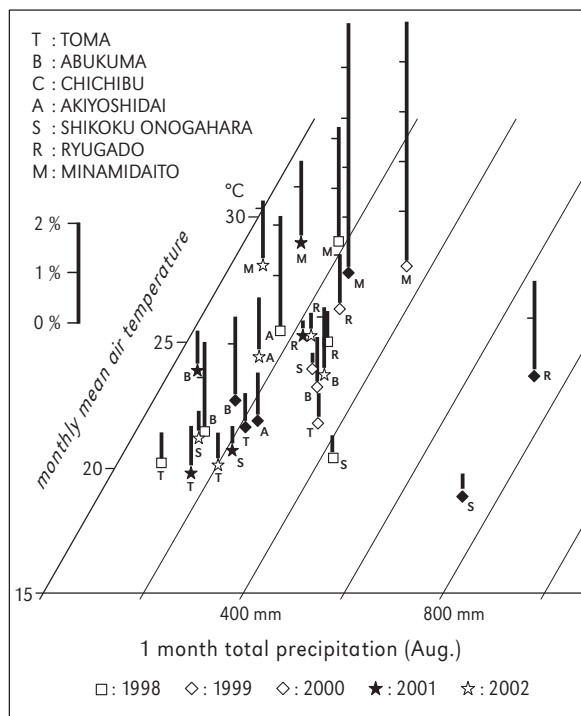 T : TOMA
B : ABUKUMA
C : CHICHIBU
A : AKIYOSHIDAI
S : SHIKOKU ONOGAHARA
R : RYUGADO
M : MINAMIDAITO
°C
30
2 %
1 %
0 %
monthly mean air temperature
25
20
15
M
M
M
M
M
A
R
R
R
R
A
S
B
B
B
B
B
T
A
T
S
T
T
T
S
S
R
S
400 mm
800 mm
1 month total precipitation (Aug.)
□ : 1998 ◇ : 1999 ◇ : 2000 ★ : 2001 ☆ : 2002